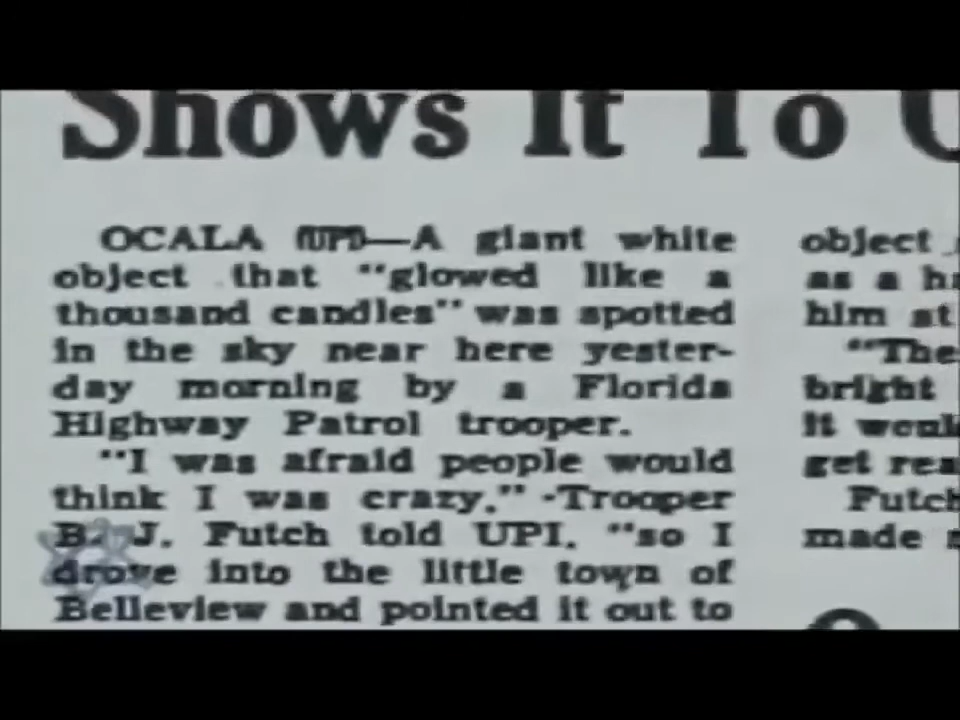 Shows It To
OCALA (UPI)—A giant white
object that "glowed like a
thousand candles" was spotted
in the sky near here yester-
day morning by a Florida
Highway Patrol trooper.
"I was afraid people would
think I was crazy." -Trooper
B. J. Futch told UPI. "so I
drove into the little town of
Belleview and pointed it out to
object
as a
him
"The
bright
it
get
Futch
made